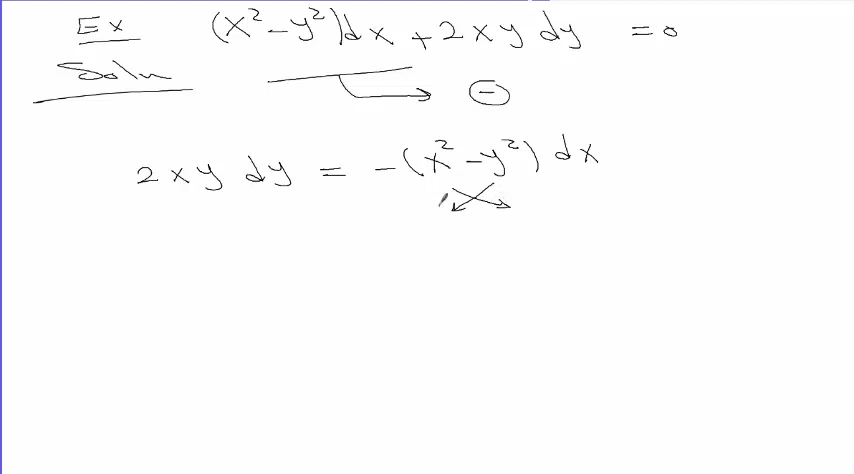 Ex (x² - y²)dx + 2xy dy = 0
Soln ⊖
2xy dy = -(x² - y²) dx